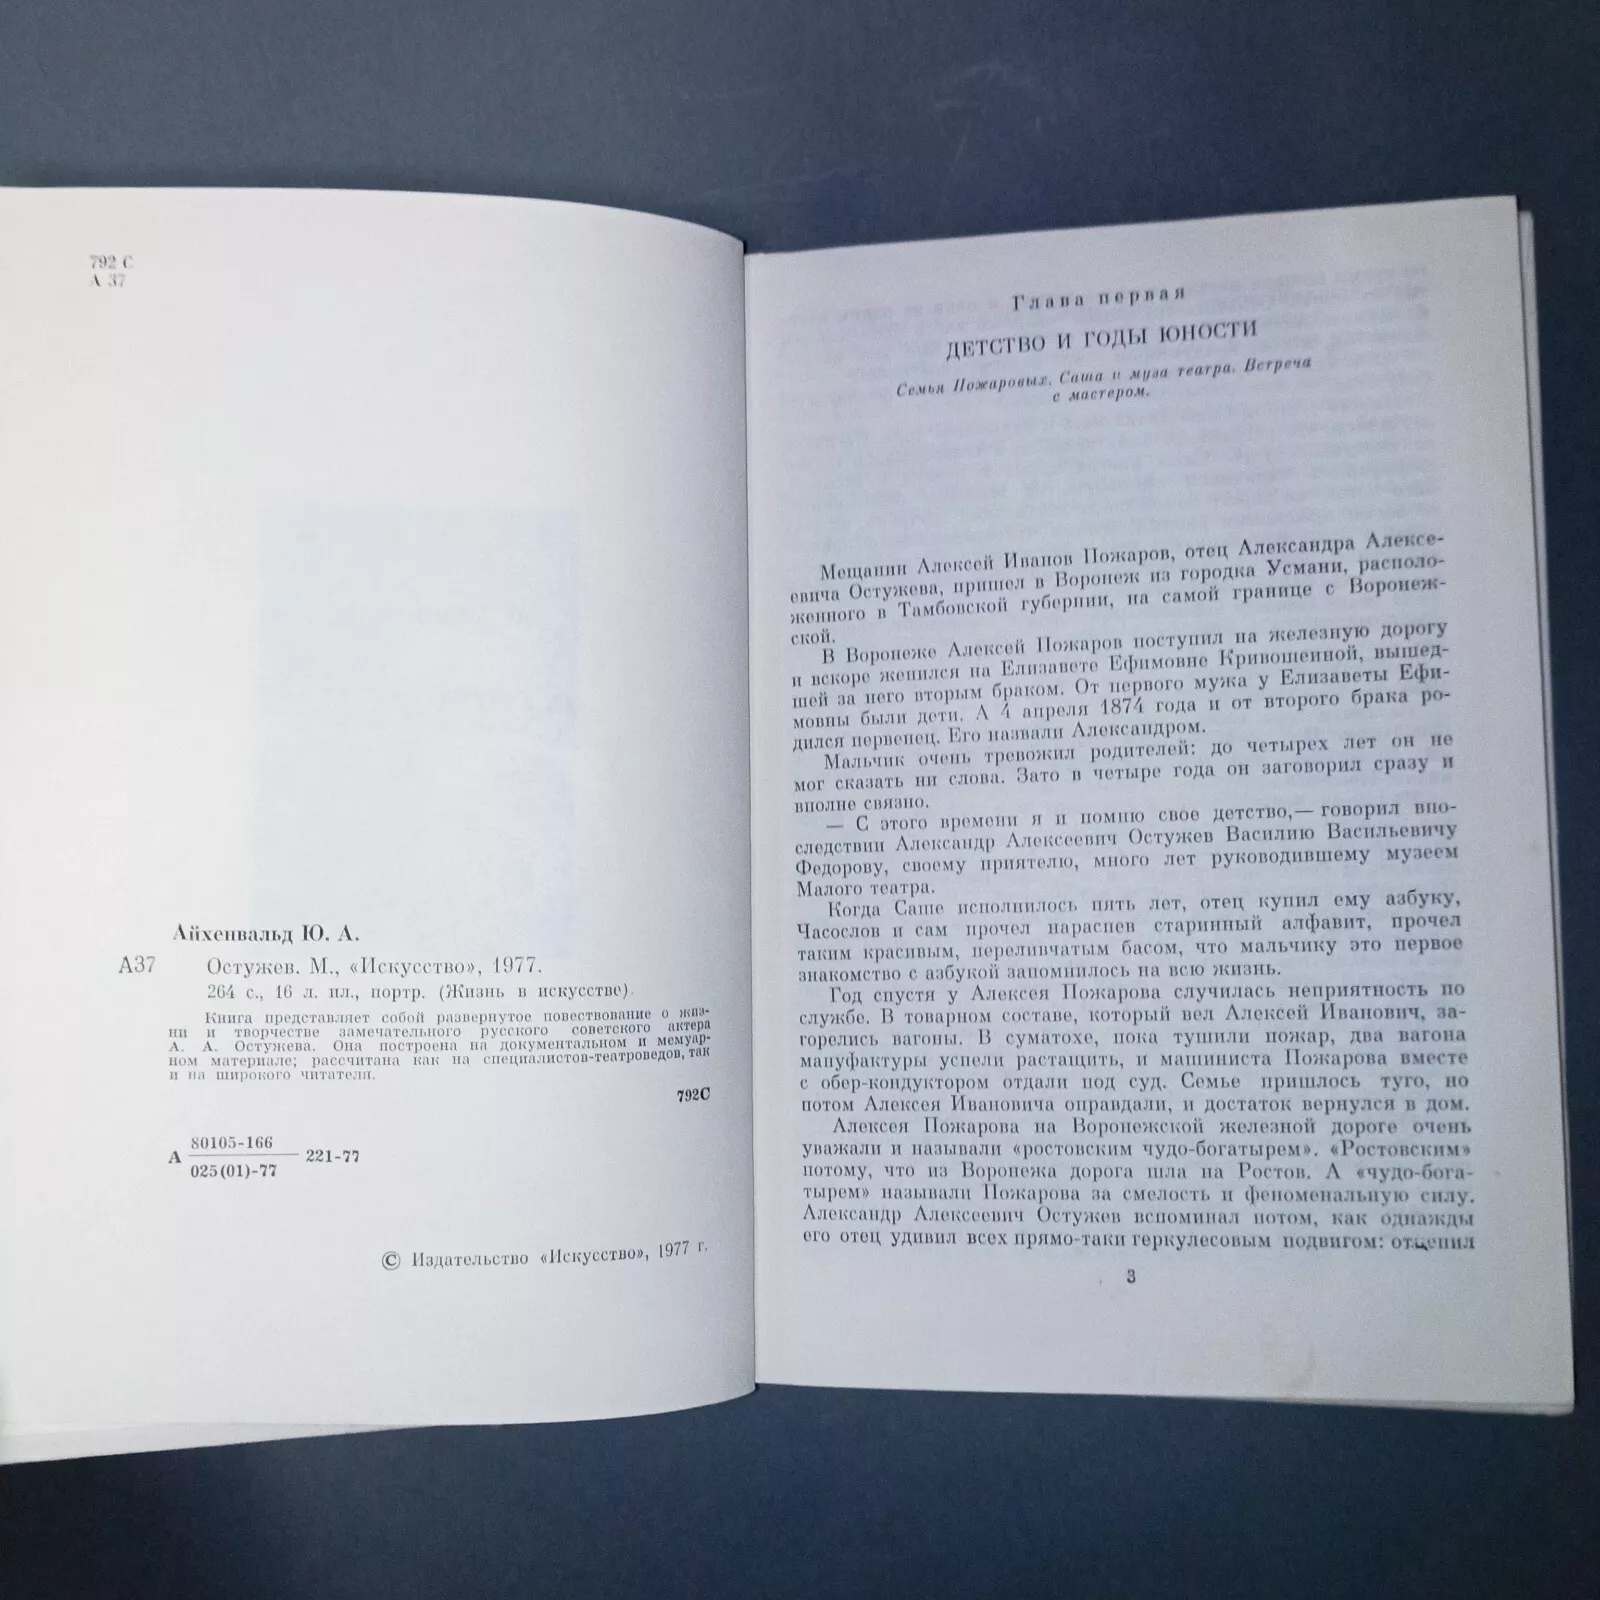 792 С
А 37
Айхенвальд Ю. А.
А37 Остужев. М., «Искусство», 1977.
264 с., 16 л. ил., портр. (Жизнь в искусстве).
Книга представляет собой развернутое повествование о жиз-
ни и творчестве замечательного русского советского актера
А. А. Остужева. Она построена на документальном и мемуар-
ном материале; рассчитана как на специалистов-театроведов, так
и на широкого читателя.
792С
А 80105-166
025(01)-77 221-77
© Издательство «Искусство», 1977 г.
Глава первая
ДЕТСТВО И ГОДЫ ЮНОСТИ
Семья Пожаровых. Саша и муза театра. Встреча
с мастером.
Мещанин Алексей Иванов Пожаров, отец Александра Алексе-
евича Остужева, пришел в Воронеж из городка Усмани, располо-
женного в Тамбовской губернии, на самой границе с Воронеж-
ской.
В Воронеже Алексей Пожаров поступил на железную дорогу
и вскоре женился на Елизавете Ефимовне Кривошеиной, вышед-
шей за него вторым браком. От первого мужа у Елизаветы Ефи-
мовны были дети. А 4 апреля 1874 года и от второго брака ро-
дился первенец. Его назвали Александром.
Мальчик очень тревожил родителей: до четырех лет он не
мог сказать ни слова. Зато в четыре года он заговорил сразу и
вполне связно.
— С этого времени я и помню свое детство,— говорил впо-
следствии Александр Алексеевич Остужев Василию Васильевичу
Федорову, своему приятелю, много лет руководившему музеем
Малого театра.
Когда Саше исполнилось пять лет, отец купил ему азбуку,
Часослов и сам прочел нараспев старинный алфавит, прочел
таким красивым, переливчатым басом, что мальчику это первое
знакомство с азбукой запомнилось на всю жизнь.
Год спустя у Алексея Пожарова случилась неприятность по
службе. В товарном составе, который вел Алексей Иванович, за-
горелись вагоны. В суматохе, пока тушили пожар, два вагона
мануфактуры успели растащить, и машиниста Пожарова вместе
с обер-кондуктором отдали под суд. Семье пришлось туго, но
потом Алексея Ивановича оправдали, и достаток вернулся в дом.
Алексея Пожарова на Воронежской железной дороге очень
уважали и называли «ростовским чудо-богатырем». «Ростовским»
потому, что из Воронежа дорога шла на Ростов. А «чудо-бога-
тырем» называли Пожарова за смелость и феноменальную силу.
Александр Алексеевич Остужев вспоминал потом, как однажды
его отец удивил всех прямо-таки геркулесовым подвигом: отцепил
3